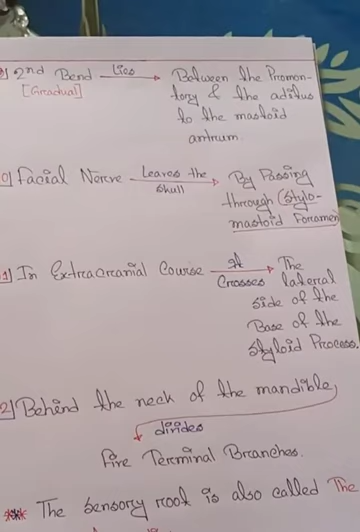 9] 2nd Bend Lies → Between the Promon-
[Gradual] tory & the aditus
to the mastoid
antrum.
0] Facial Nerve Leaves the skull → By Passing
through (Stylo-
mastoid Foramen
1] In Extracranial Course It Crosses → The
lateral
side of the
Base of the
Styloid Process.
2] Behind the neck of the mandible,
divides
Five Terminal Branches.
** The Sensory root is also called The